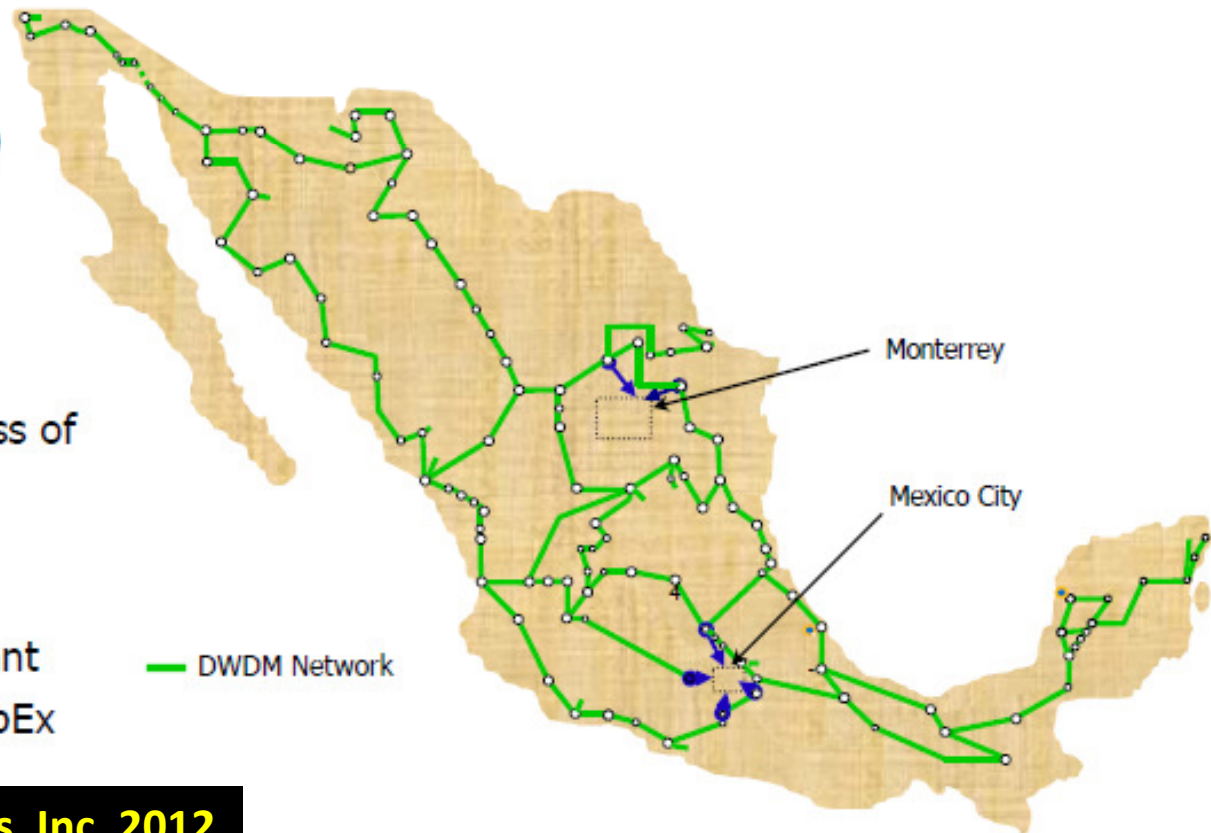 Monterrey
ss of
Mexico City
4
nt
DWDM Network
pEx
s, Inc. 2012